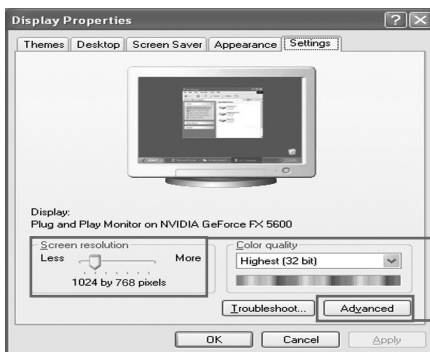 Display Properties
Themes Desktop Screen Saver Appearance Settings
Display:
Plug and Play Monitor on NVIDIA GeForce FX 5600
Screen resolution
Less More
1024 by 768 pixels
Color quality
Highest (32 bit)
Troubleshoot... Advanced
OK Cancel Apply